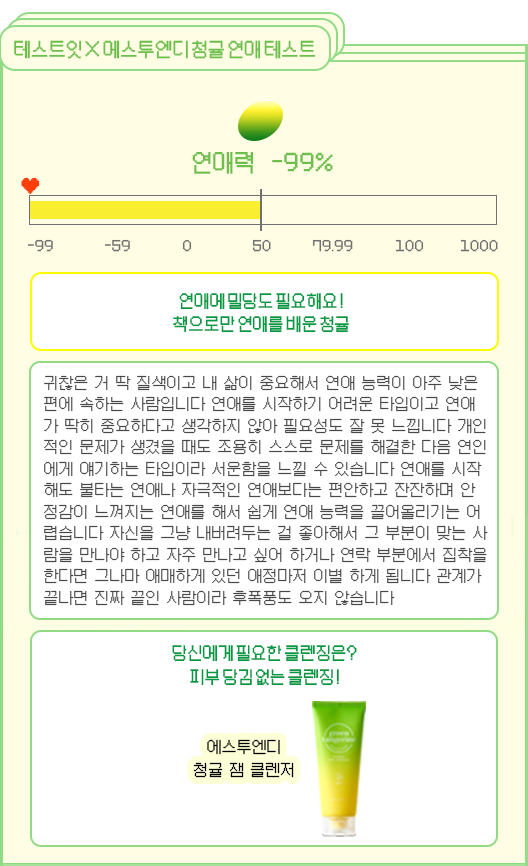 테스트잇×에스투엔디 청귤 연애 테스트
연애력 -99%
-99 -59 0 50 79.99 100 1000
연애에 밀당도 필요해요!
책으로만 연애를 배운 청귤
귀찮은 거 딱 질색이고 내 삶이 중요해서 연애 능력이 아주 낮은
편에 속하는 사람입니다 연애를 시작하기 어려운 타입이고 연애
가 딱히 중요하다고 생각하지 않아 필요성도 잘 못 느낍니다 개인
적인 문제가 생겼을 때도 조용히 스스로 문제를 해결한 다음 연인
에게 얘기하는 타입이라 서운함을 느낄 수 있습니다 연애를 시작
해도 불타는 연애나 자극적인 연애보다는 편안하고 잔잔하며 안
정감이 느껴지는 연애를 해서 쉽게 연애 능력을 끌어올리기는 어
렵습니다 자신을 그냥 내버려두는 걸 좋아해서 그 부분이 맞는 사
람을 만나야 하고 자주 만나고 싶어 하거나 연락 부분에서 집착을
한다면 그나마 애매하게 있던 애정마저 이별 하게 됩니다 관계가
끝나면 진짜 끝인 사람이라 후폭풍도 오지 않습니다
당신에게 필요한 클렌징은?
피부 당김 없는 클렌징!
에스투엔디
청귤 잼 클렌저
green
tangerine